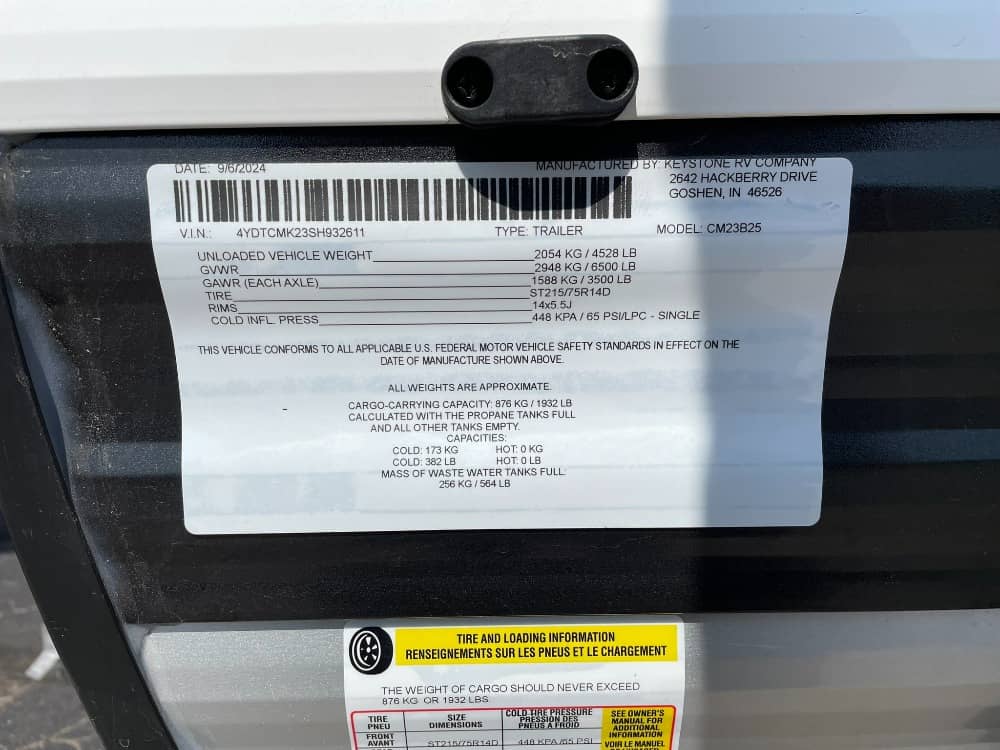 DATE: 9/6/2024
MANUFACTURED BY KEYSTONE RV COMPANY
2642 HACKBERRY DRIVE
GOSHEN, IN 46526
V.I.N.: 4YDTCMK23SH932611 TYPE: TRAILER MODEL: CM23B25
UNLOADED VEHICLE WEIGHT 2054 KG / 4528 LB
GVWR 2948 KG / 6500 LB
GAWR (EACH AXLE) 1588 KG / 3500 LB
TIRE ST215/75R14D
RIMS 14x5.5J
COLD INFL. PRESS 448 KPA / 65 PSI/LPC - SINGLE
THIS VEHICLE CONFORMS TO ALL APPLICABLE U.S. FEDERAL MOTOR VEHICLE SAFETY STANDARDS IN EFFECT ON THE
DATE OF MANUFACTURE SHOWN ABOVE.
ALL WEIGHTS ARE APPROXIMATE.
CARGO-CARRYING CAPACITY: 876 KG / 1932 LB
CALCULATED WITH THE PROPANE TANKS FULL
AND ALL OTHER TANKS EMPTY.
CAPACITIES:
COLD: 173 KG HOT: 0 KG
COLD: 382 LB HOT: 0 LB
MASS OF WASTE WATER TANKS FULL:
256 KG / 564 LB
TIRE AND LOADING INFORMATION
RENSEIGNEMENTS SUR LES PNEUS ET LE CHARGEMENT
THE WEIGHT OF CARGO SHOULD NEVER EXCEED
876 KG OR 1932 LBS
TIRE
PNEU
SIZE
DIMENSIONS
COLD TIRE PRESSURE
PRESSION DES
PNEUS A FROID
SEE OWNER'S
MANUAL FOR
ADDITIONAL
INFORMATION
VOIR LE MANUEL
FRONT
AVANT
ST215/75R14D
448 KPA /65 PSI